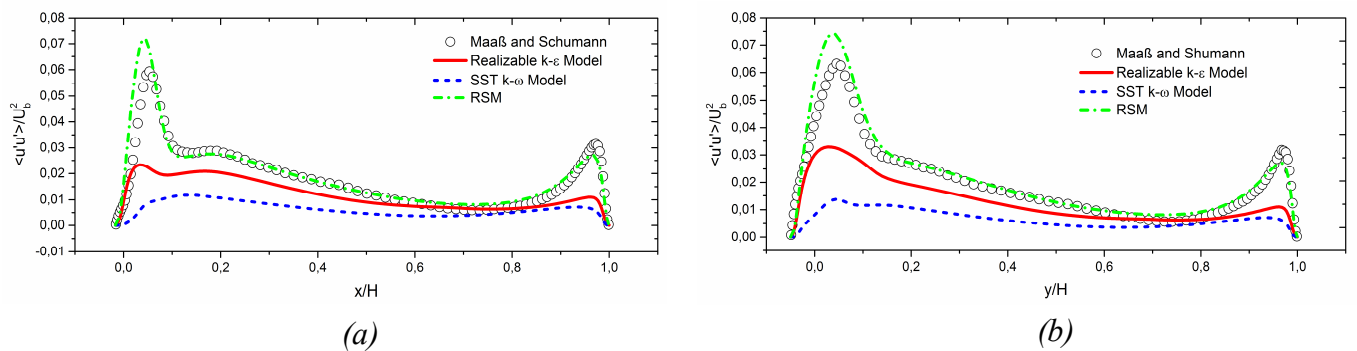 0,08
0,07
0,06
0,05
0,04
0,03
0,02
0,01
0,00
-0,01
<u'u'>/U_b^2
Maaß and Schumann
Realizable k-ε Model
SST k-ω Model
RSM
0,0 0,2 0,4 0,6 0,8 1,0
x/H
(a)
0,08
0,07
0,06
0,05
0,04
0,03
0,02
0,01
0,00
<u'u'>/U_b^2
Maaß and Shumann
Realizable k-ε Model
SST k-ω Model
RSM
0,0 0,2 0,4 0,6 0,8 1,0
y/H
(b)